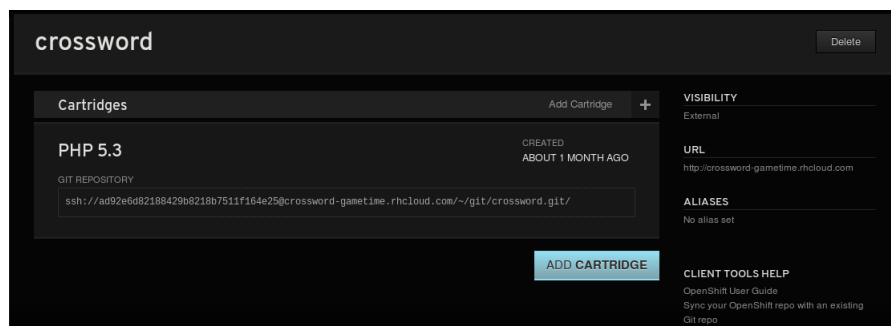 crossword
Delete
Cartridges
Add Cartridge +
PHP 5.3
CREATED
ABOUT 1 MONTH AGO
GIT REPOSITORY
ssh://ad92e6d82188429b8218b7511f164e25@crossword-gametime.rhcloud.com/~/git/crossword.git/
ADD CARTRIDGE
VISIBILITY
External
URL
http://crossword-gametime.rhcloud.com
ALIASES
No alias set
CLIENT TOOLS HELP
OpenShift User Guide
Sync your OpenShift repo with an existing
Git repo